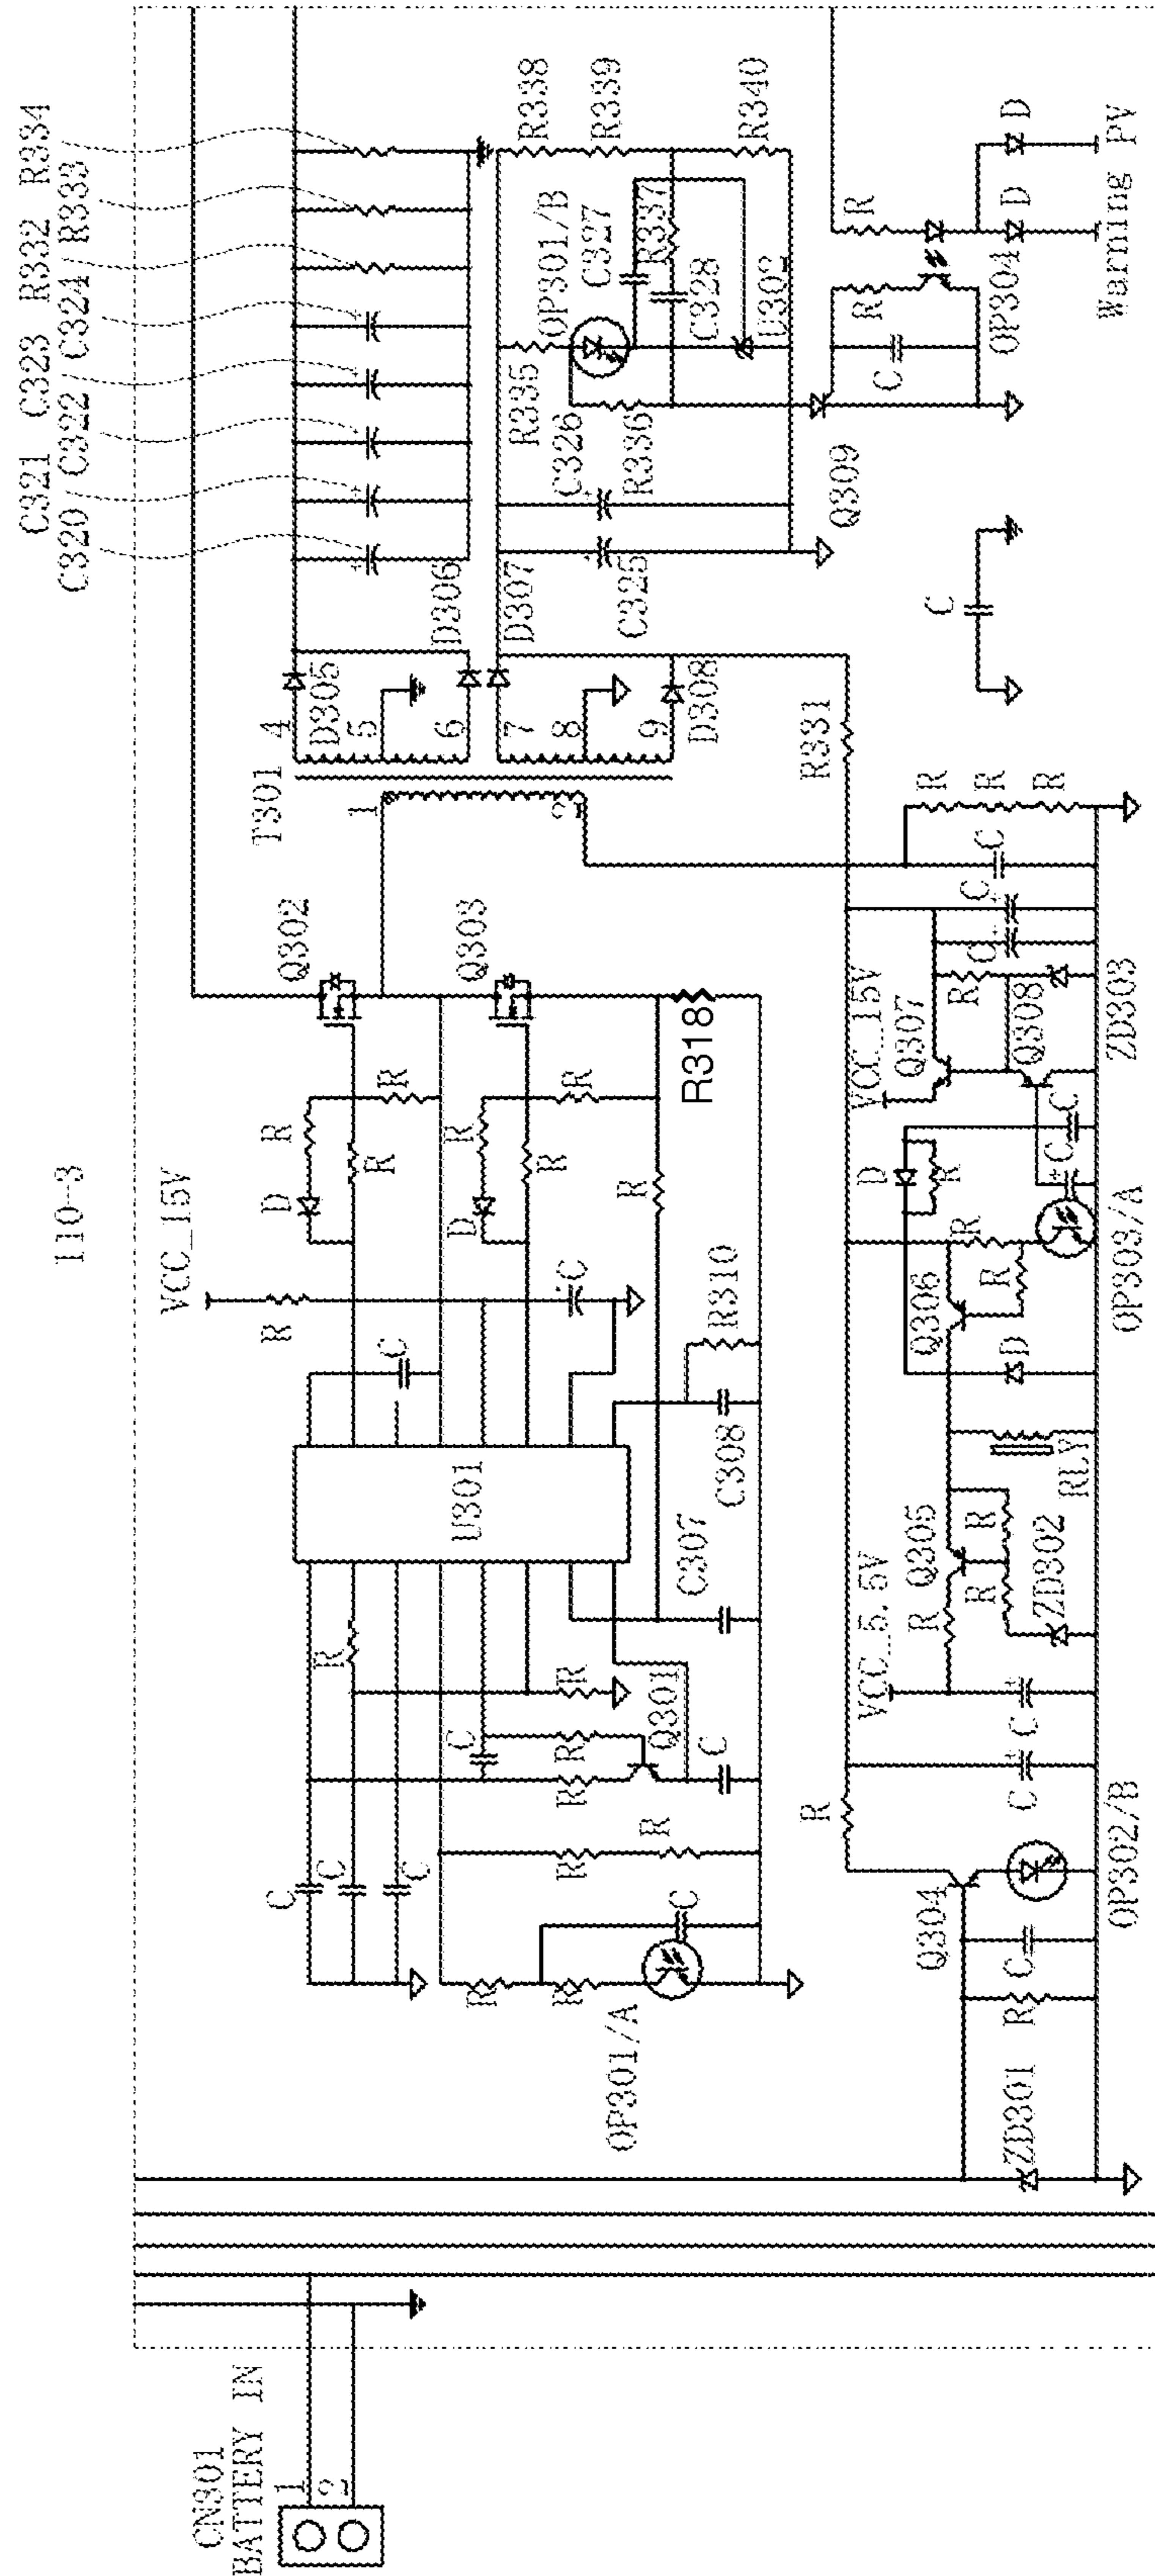 110-3
C321 C323 R332 R334
C320 C322 C324 R333
CN301
BATTERY IN
1
2
VCC_15V
R
C
D
R
R
R
D
R
R
R
Q302
Q303
T301
1
2
4
5
6
7
8
9
D305
D306
D307
D308
R338
R339
R340
R335
OP301/B
C327
R337
C326
R336
C328
U302
C325
Q309
R
R
C
OP304
D
D
Warning PV
C
R331
U301
C
C
C
R
C
R
R
R
R
R
R
R
C
C
Q301
OP301/A
C307
C308
R310
C
R
R318
R
Q304
R
C
ZD301
OP302/B
C
C
VCC_5.5V
R
Q305
R
R
ZD302
RLY
Q306
D
R
R
D
R
C
C
OP303/A
VCC_15V
Q307
R
Q308
ZD303
C
C
C
R
R
R